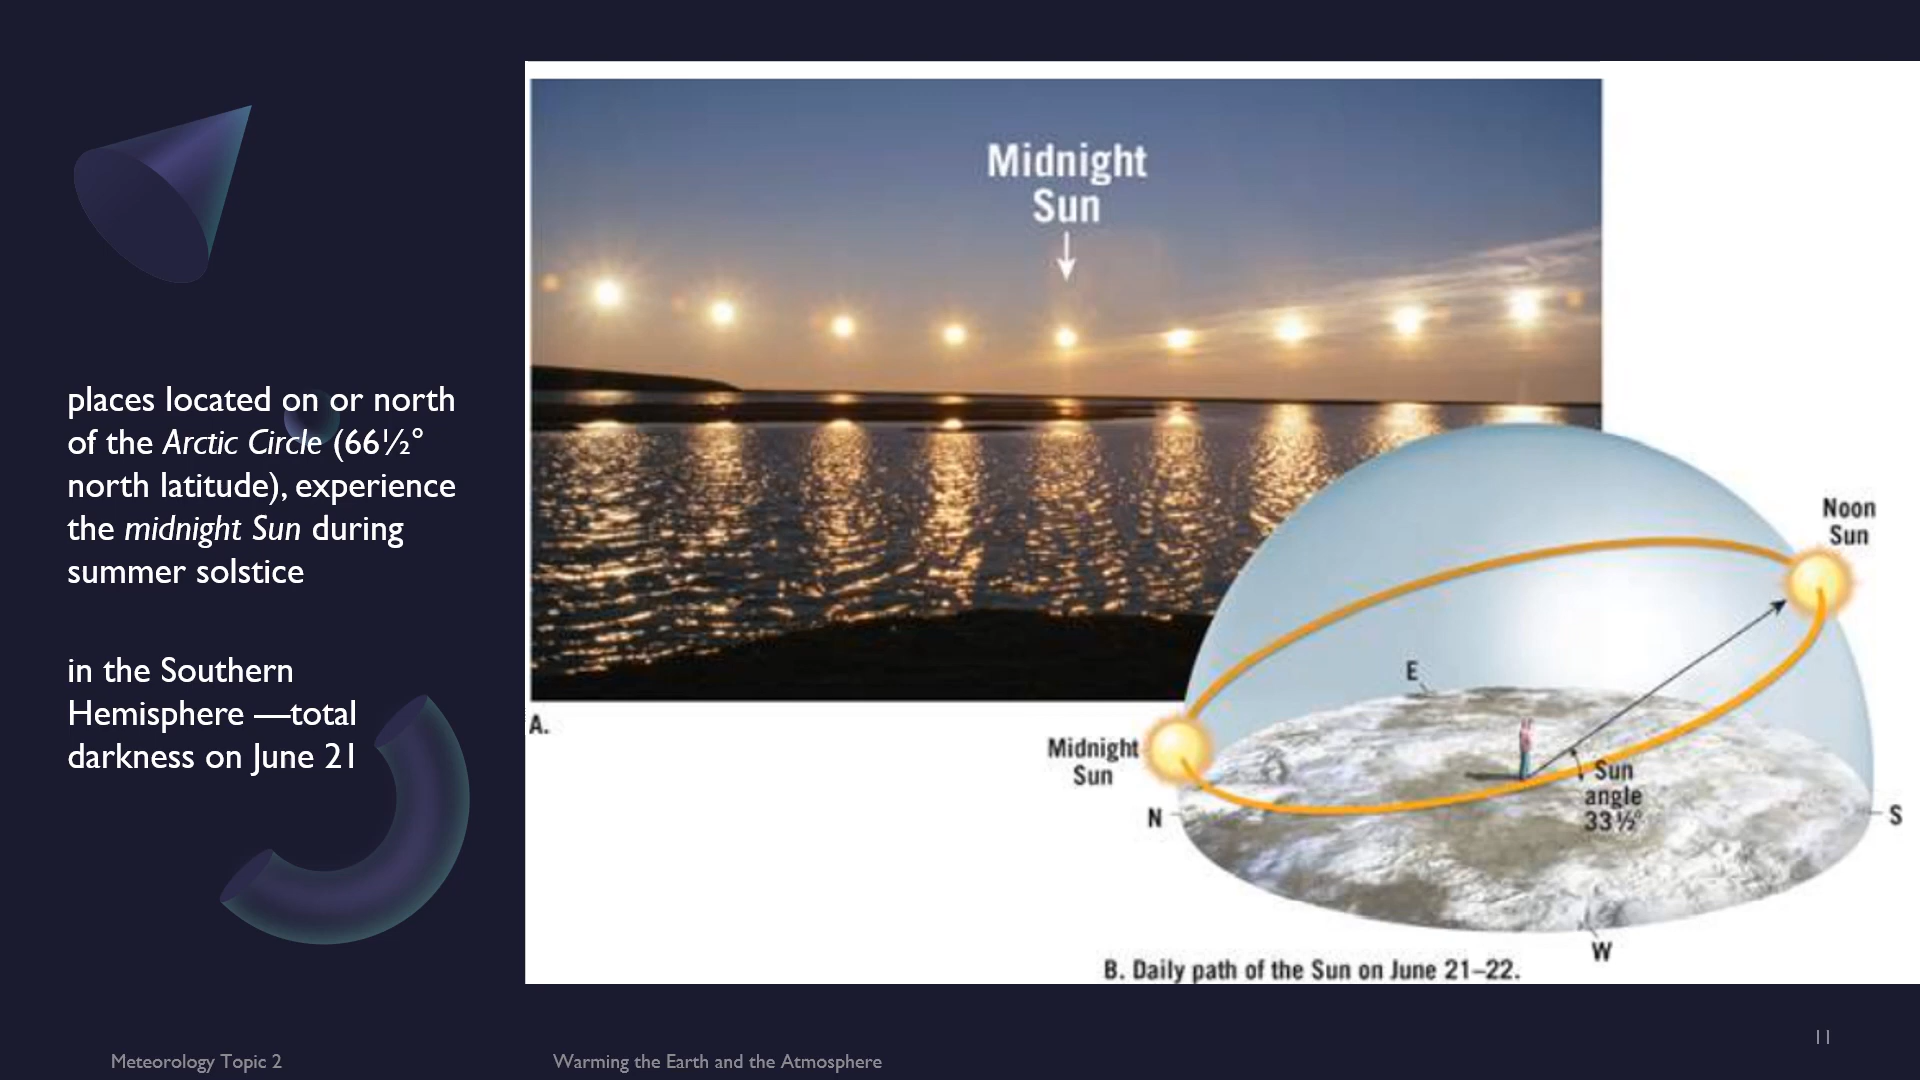 places located on or north
of the Arctic Circle (66½°
north latitude), experience
the midnight Sun during
summer solstice
in the Southern
Hemisphere —total
darkness on June 21
Midnight
Sun
A.
Noon
Sun
E
Midnight
Sun
Sun
angle
33½°
N
S
W
B. Daily path of the Sun on June 21–22.
11
Meteorology Topic 2
Warming the Earth and the Atmosphere